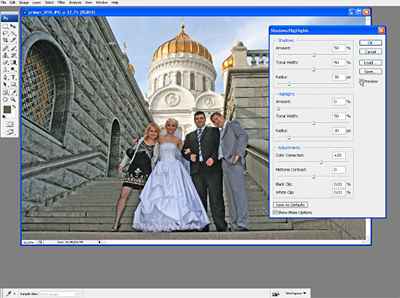 File Edit Image Layer Select Filter Analysis View Window Help
Ps
primer_010.JPG @ 32,7% (RGB/8)
Shadows/Highlights
Shadows
Amount: 50 %
Tonal Width: 50 %
Radius: 30 px
Highlights
Amount: 0 %
Tonal Width: 50 %
Radius: 30 px
Adjustments
Color Correction: +20
Midtone Contrast: 0
Black Clip: 0,01 %
White Clip: 0,01 %
Save As Defaults
Show More Options
OK
Cancel
Load...
Save...
Preview
Sample Size:
Workspace